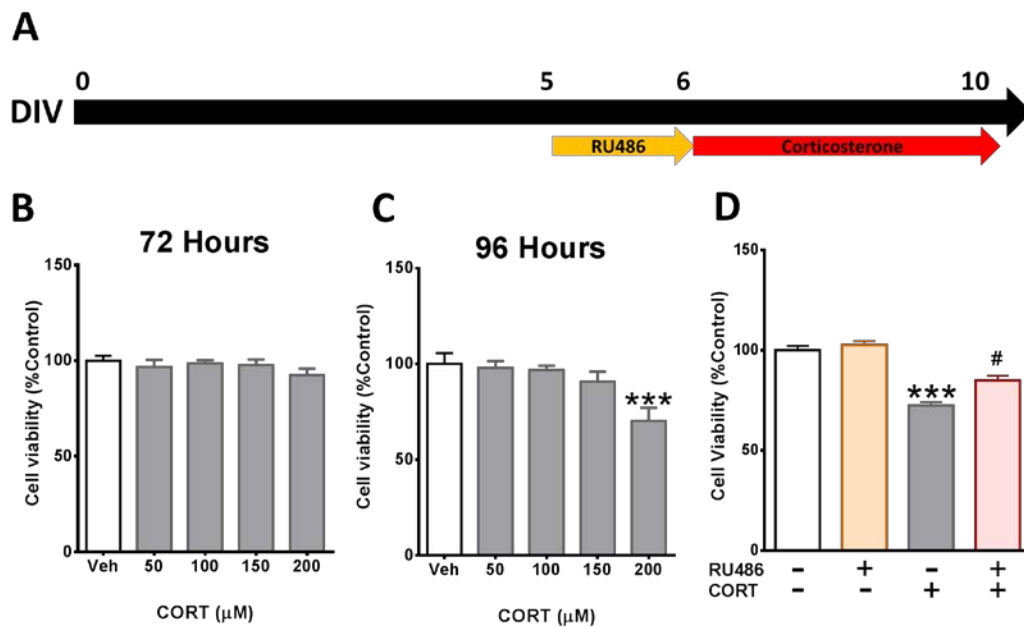 A
0 5 6 10
DIV
RU486 Corticosterone
B
72 Hours
Cell viability (%Control)
150
100
50
0
Veh 50 100 150 200
CORT (μM)
C
96 Hours
Cell viability (%Control)
150
100
50
0
***
Veh 50 100 150 200
CORT (μM)
D
Cell Viability (%Control)
150
100
50
0
***
#
RU486 - + - +
CORT - - + +